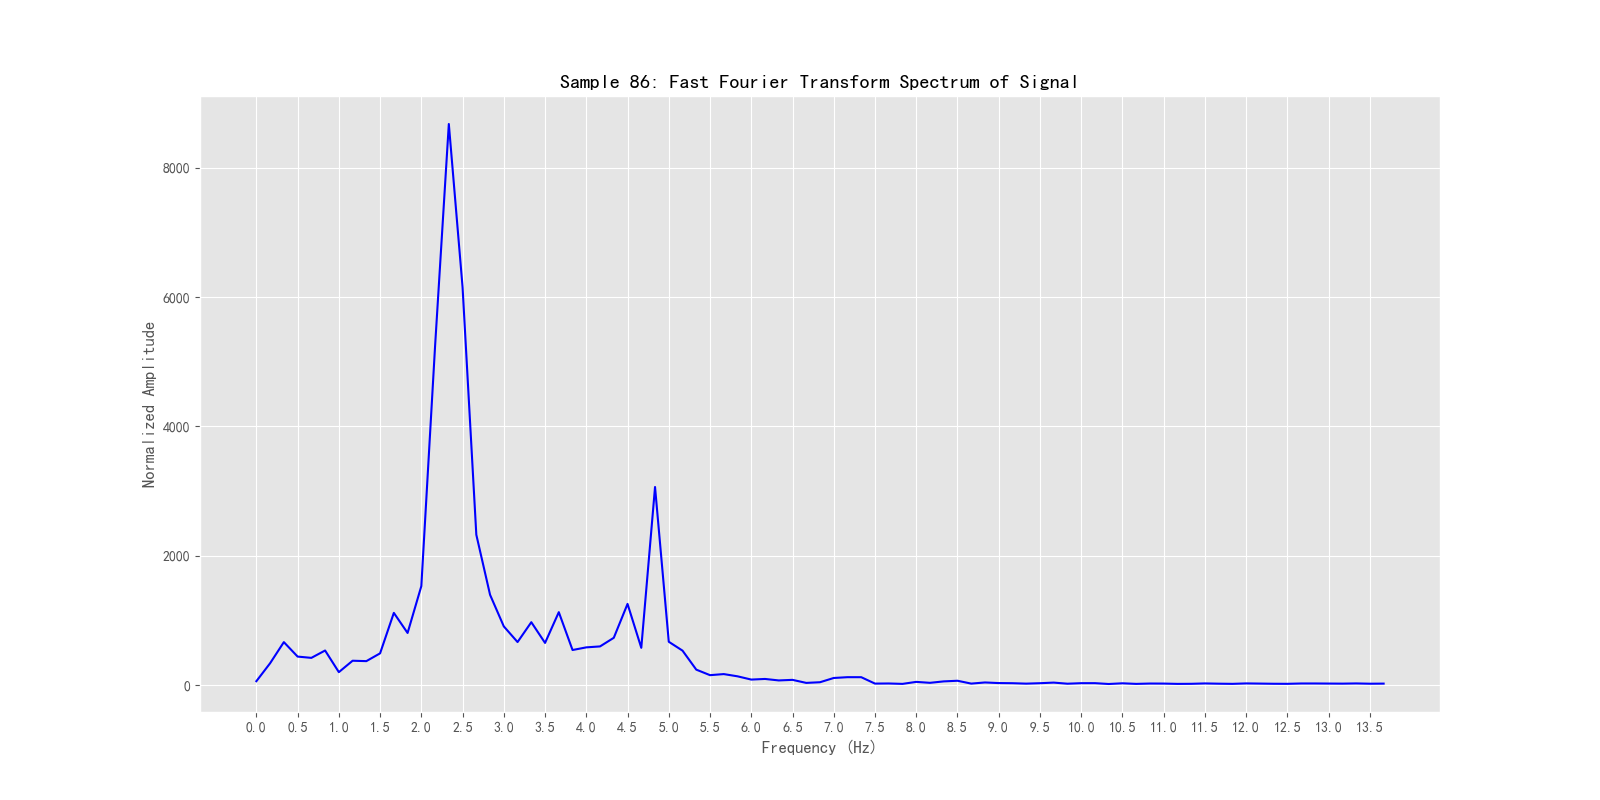 Sample 86: Fast Fourier Transform Spectrum of Signal
8000
6000
4000
2000
0
Normalized Amplitude
0.0 0.5 1.0 1.5 2.0 2.5 3.0 3.5 4.0 4.5 5.0 5.5 6.0 6.5 7.0 7.5 8.0 8.5 9.0 9.5 10.0 10.5 11.0 11.5 12.0 12.5 13.0 13.5
Frequency (Hz)